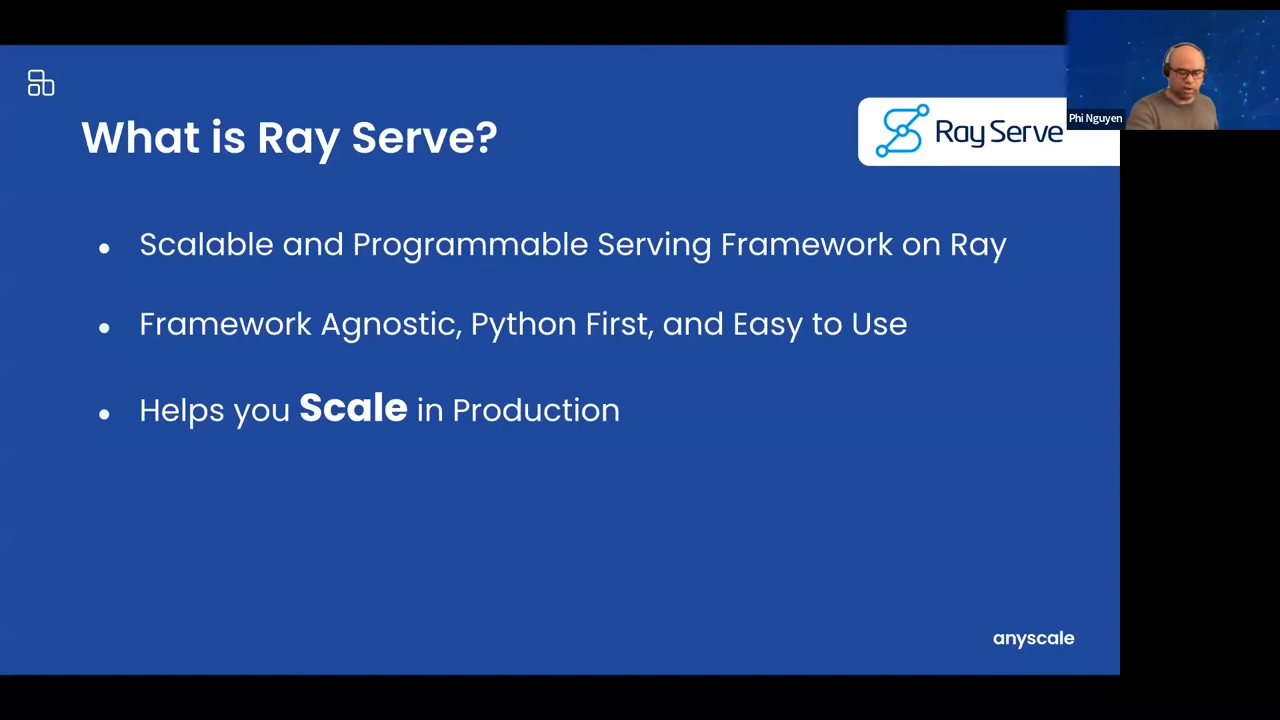 What is Ray Serve?
Ray Serve
Phi Nguyen
• Scalable and Programmable Serving Framework on Ray
• Framework Agnostic, Python First, and Easy to Use
• Helps you Scale in Production
anyscale